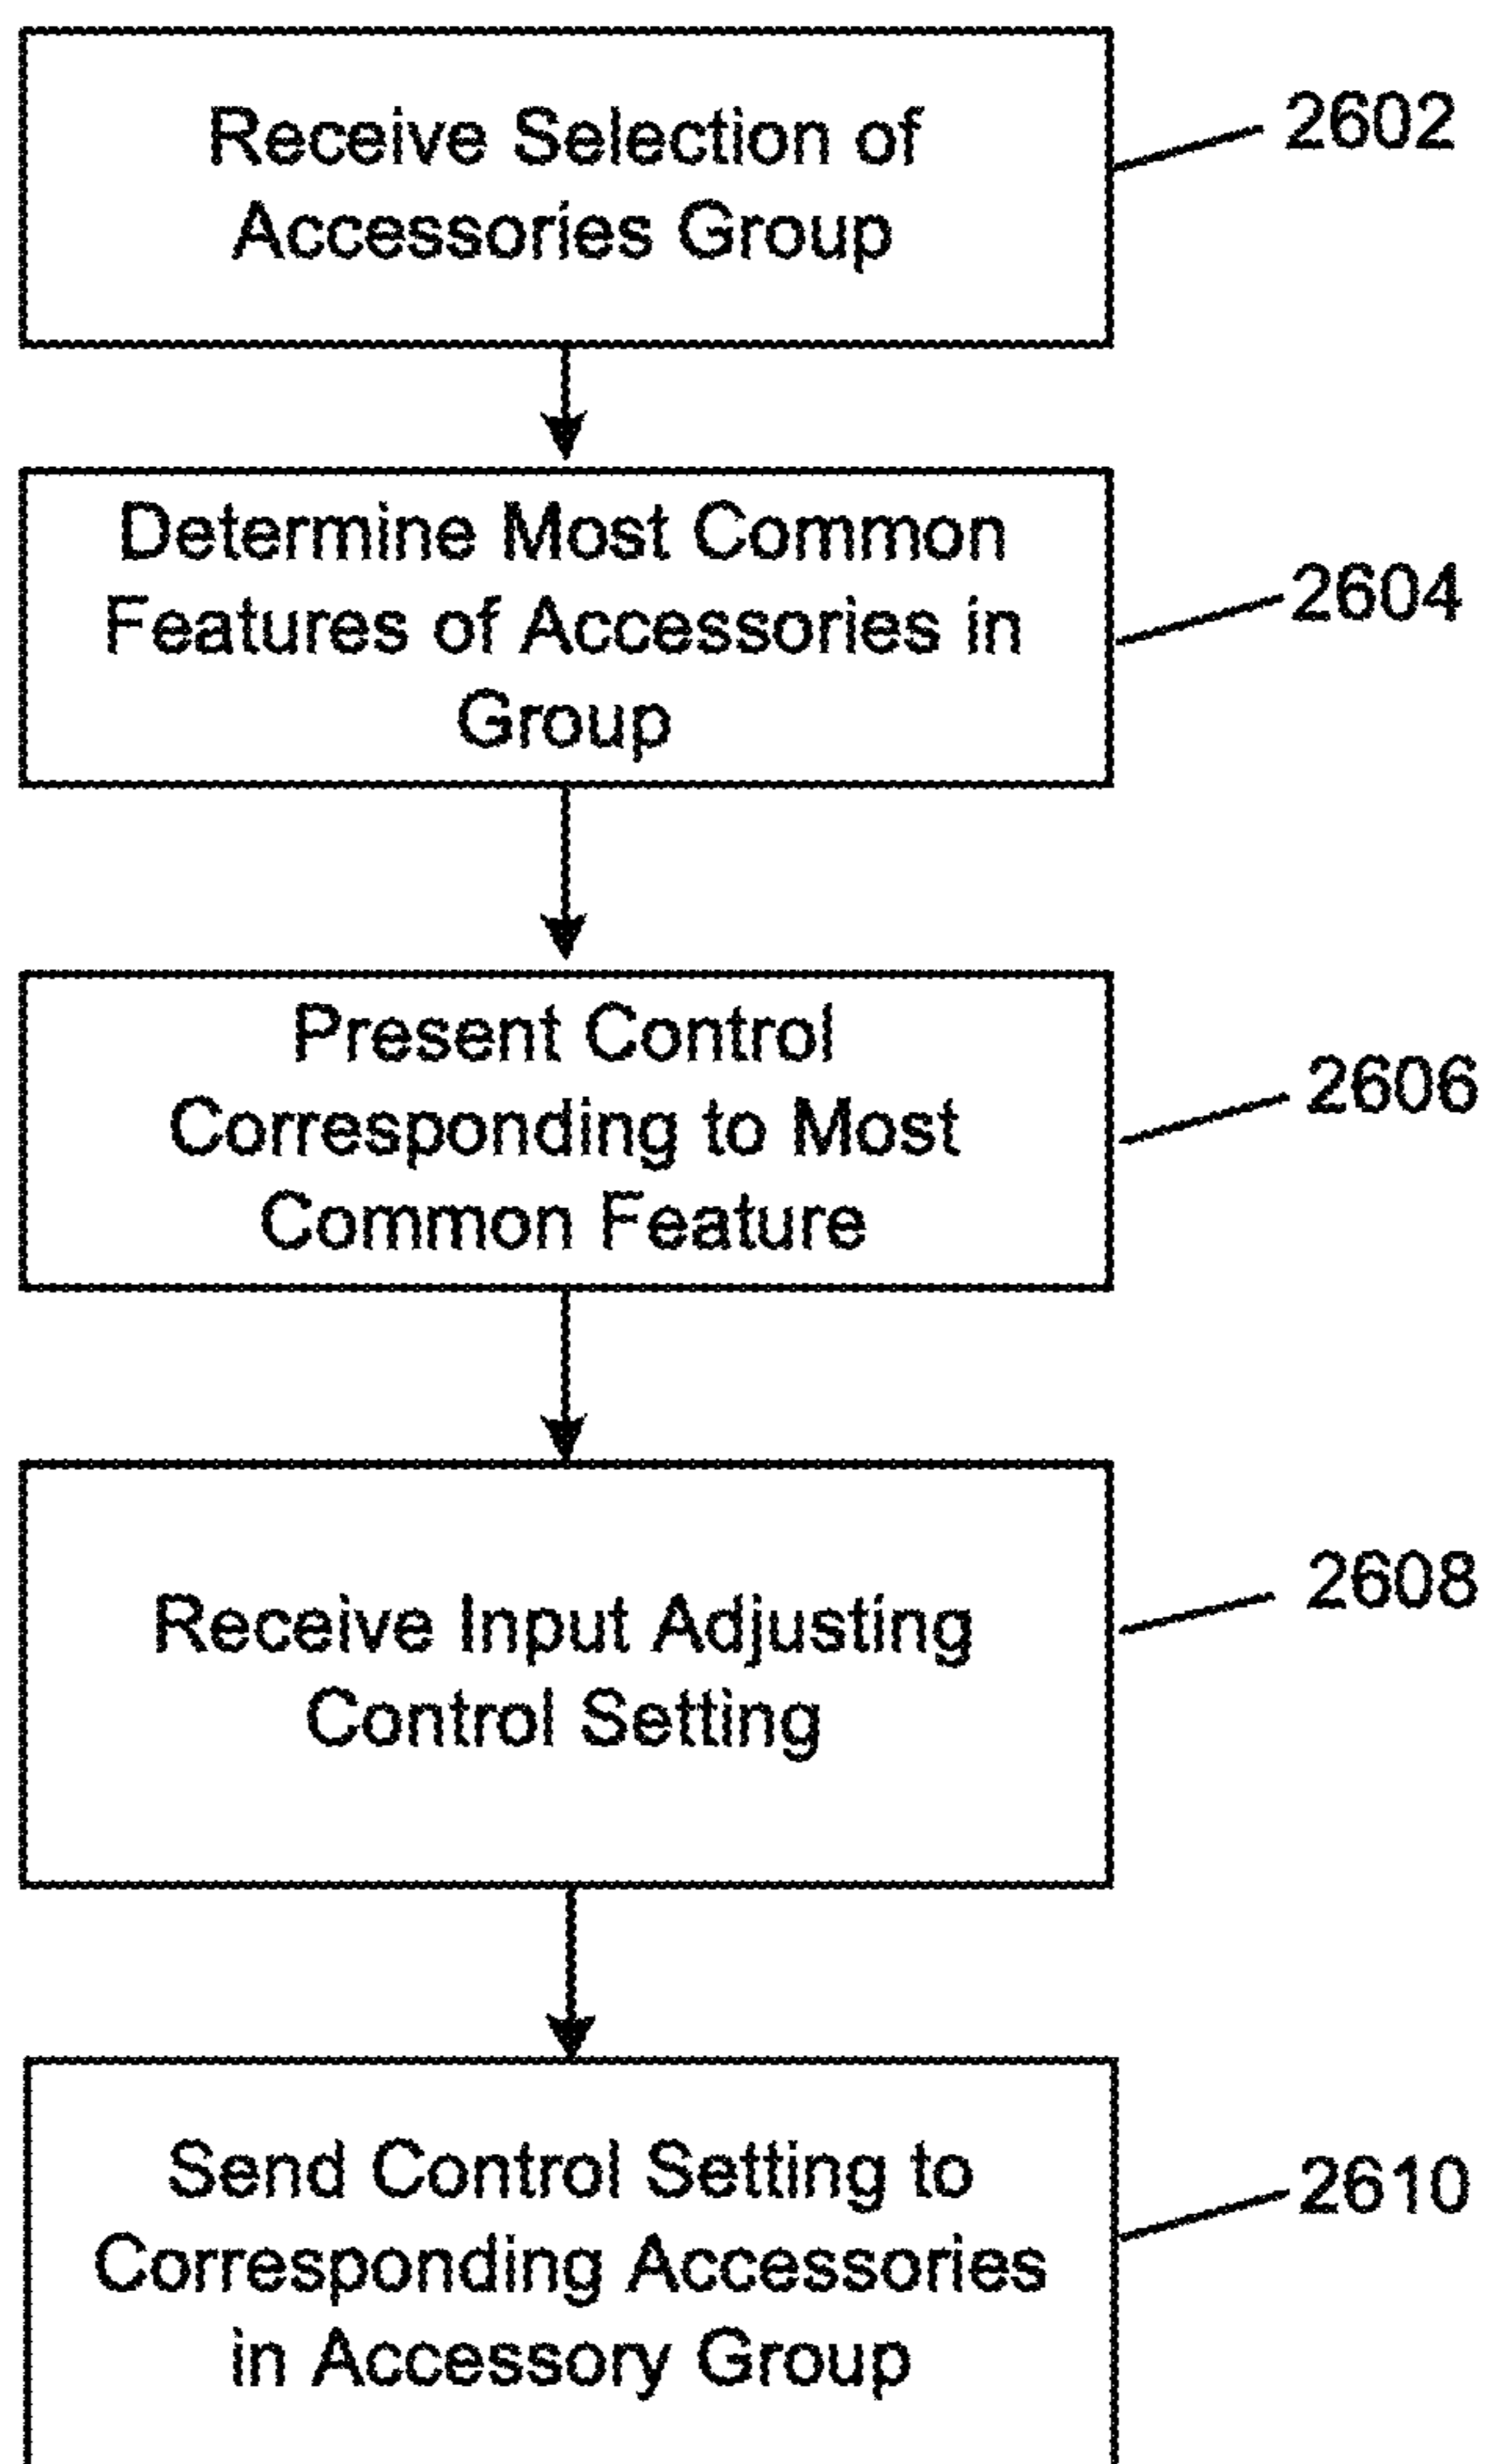 Receive Selection of
Accessories Group
2602
Determine Most Common
Features of Accessories in
Group
2604
Present Control
Corresponding to Most
Common Feature
2606
Receive Input Adjusting
Control Setting
2608
Send Control Setting to
Corresponding Accessories
in Accessory Group
2610